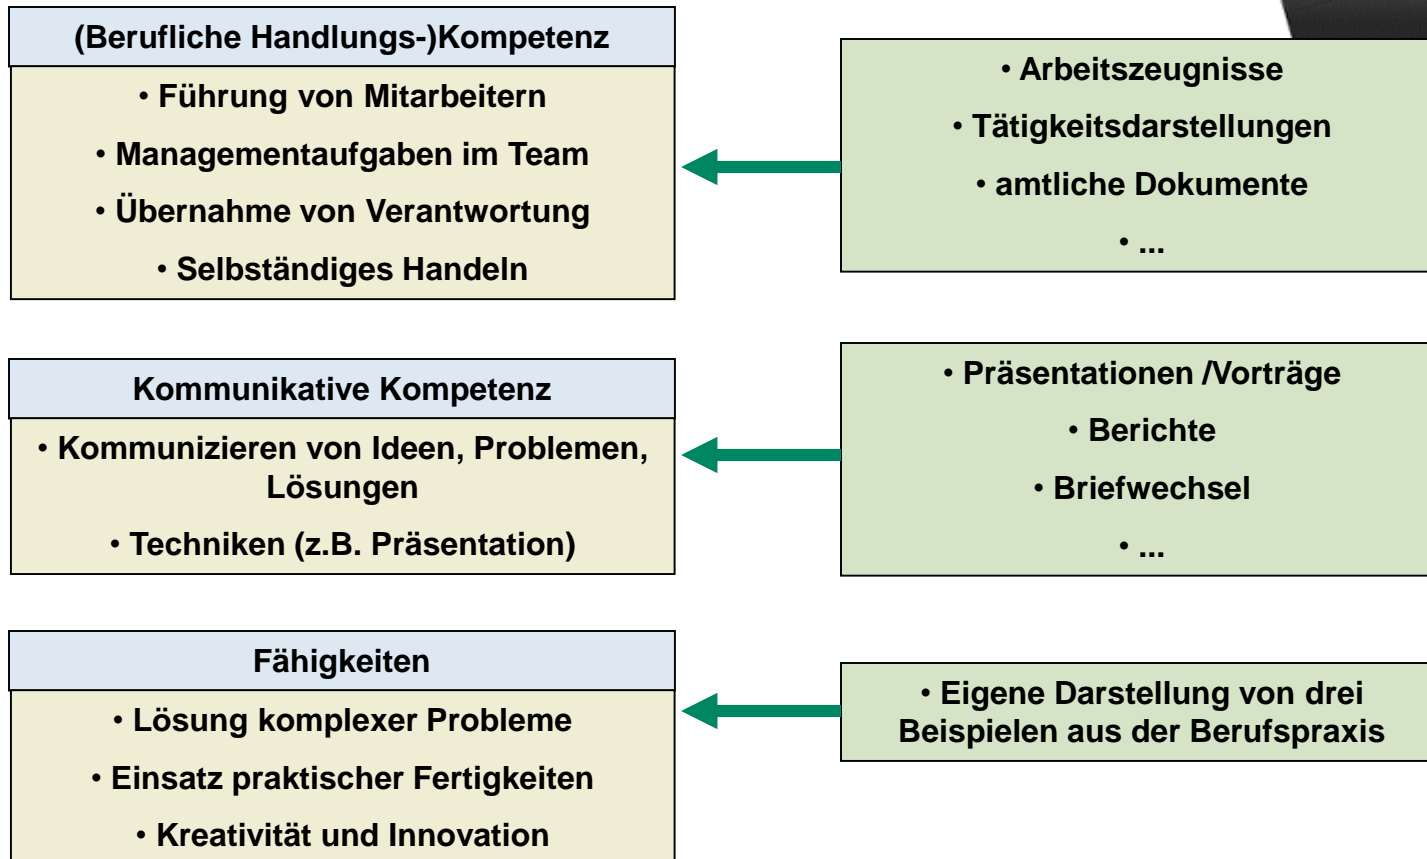 (Berufliche Handlungs-)Kompetenz
• Führung von Mitarbeitern
• Managementaufgaben im Team
• Übernahme von Verantwortung
• Selbständiges Handeln
• Arbeitszeugnisse
• Tätigkeitsdarstellungen
• amtliche Dokumente
• ...
Kommunikative Kompetenz
• Kommunizieren von Ideen, Problemen,
Lösungen
• Techniken (z.B. Präsentation)
• Präsentationen /Vorträge
• Berichte
• Briefwechsel
• ...
Fähigkeiten
• Lösung komplexer Probleme
• Einsatz praktischer Fertigkeiten
• Kreativität und Innovation
• Eigene Darstellung von drei
Beispielen aus der Berufspraxis